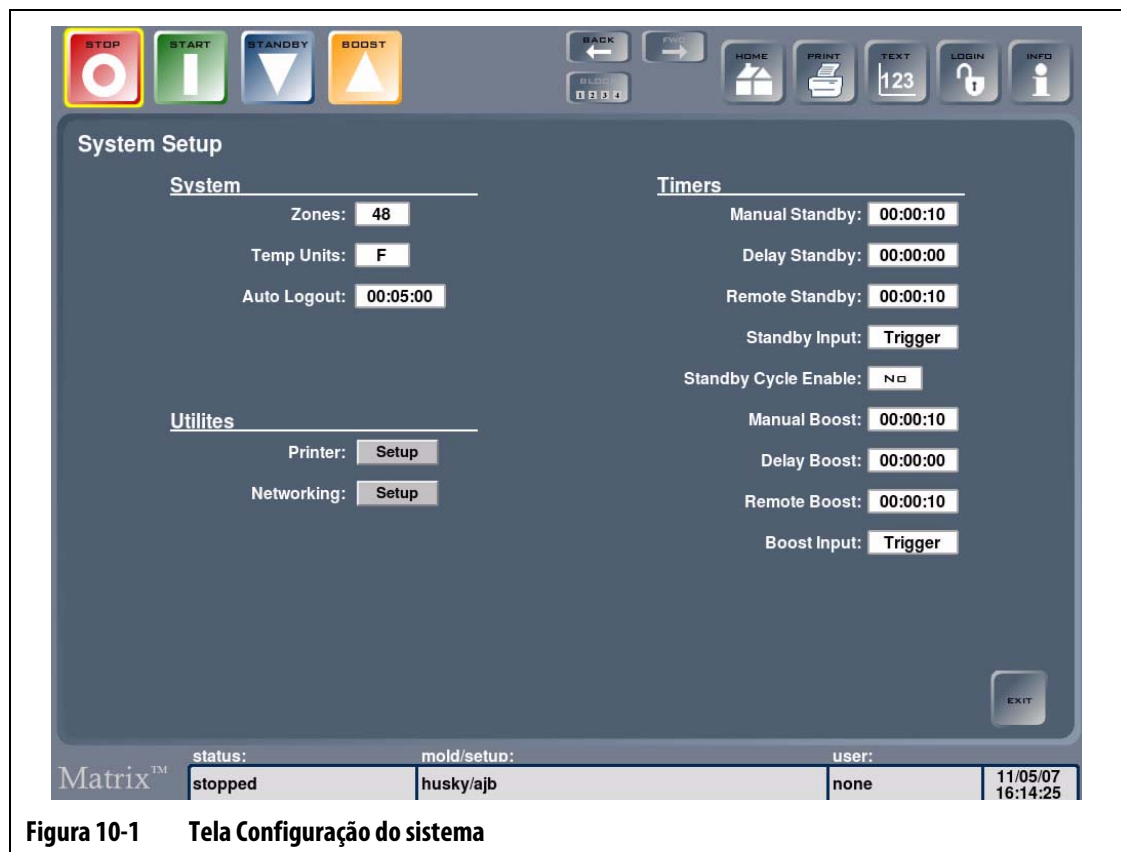 STOP
START
STANDBY
BOOST
BACK
FWD
BLOCK
1 2 3 4
HOME
PRINT
TEXT
123
LOGIN
INFO
System Setup
System
Zones: 48
Temp Units: F
Auto Logout: 00:05:00
Utilites
Printer: Setup
Networking: Setup
Timers
Manual Standby: 00:00:10
Delay Standby: 00:00:00
Remote Standby: 00:00:10
Standby Input: Trigger
Standby Cycle Enable: No
Manual Boost: 00:00:10
Delay Boost: 00:00:00
Remote Boost: 00:00:10
Boost Input: Trigger
EXIT
Matrix™
status:
stopped
mold/setup:
husky/ajb
user:
none
11/05/07
16:14:25
Figura 10-1 Tela Configuração do sistema